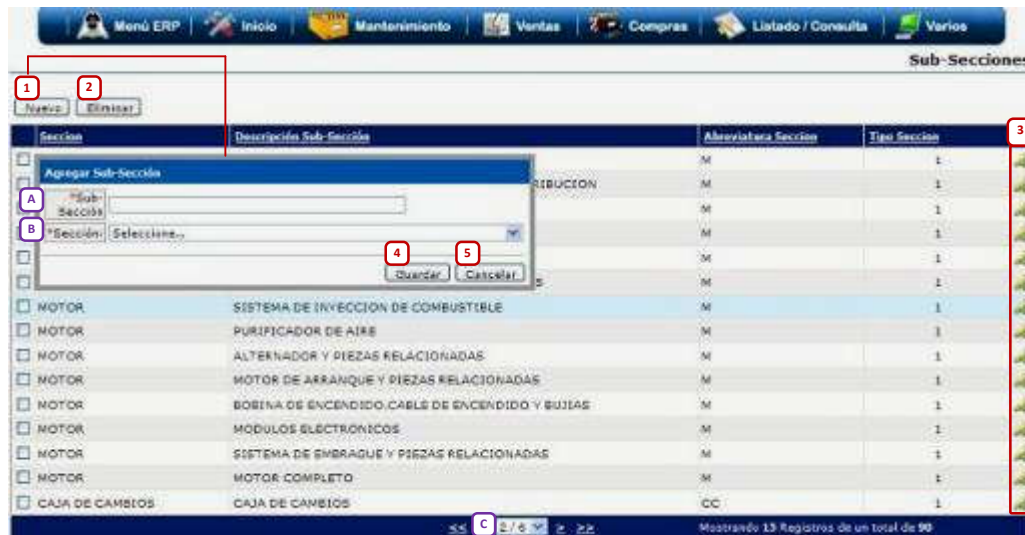 Menú ERP | Inicio | Mantenimiento | Ventas | Compras | Listado / Consulta | Varios
Sub-Secciones
1 2
Nuevo Eliminar
Seccion Descripción Sub-Sección Abreviatura Seccion Tipo Seccion 3
M 1
Agregar Sub-Sección
RIBUCION M 1
A *Sub-Sección M 1
B *Sección Seleccione.. M 1
4 5 M 1
Guardar Cancelar S M 1
MOTOR SISTEMA DE INYECCION DE COMBUSTIBLE M 1
MOTOR PURIFICADOR DE AIRE M 1
MOTOR ALTERNADOR Y PIEZAS RELACIONADAS M 1
MOTOR MOTOR DE ARRANQUE Y PIEZAS RELACIONADAS M 1
MOTOR BOBINA DE ENCENDIDO,CABLE DE ENCENDIDO Y BUJIAS M 1
MOTOR MODULOS ELECTRONICOS M 1
MOTOR SISTEMA DE EMBRAGUE Y PIEZAS RELACIONADAS M 1
MOTOR MOTOR COMPLETO M 1
CAJA DE CAMBIOS CAJA DE CAMBIOS CC 1
<< C 2 / 6 > >> Mostrando 15 Registros de un total de 90